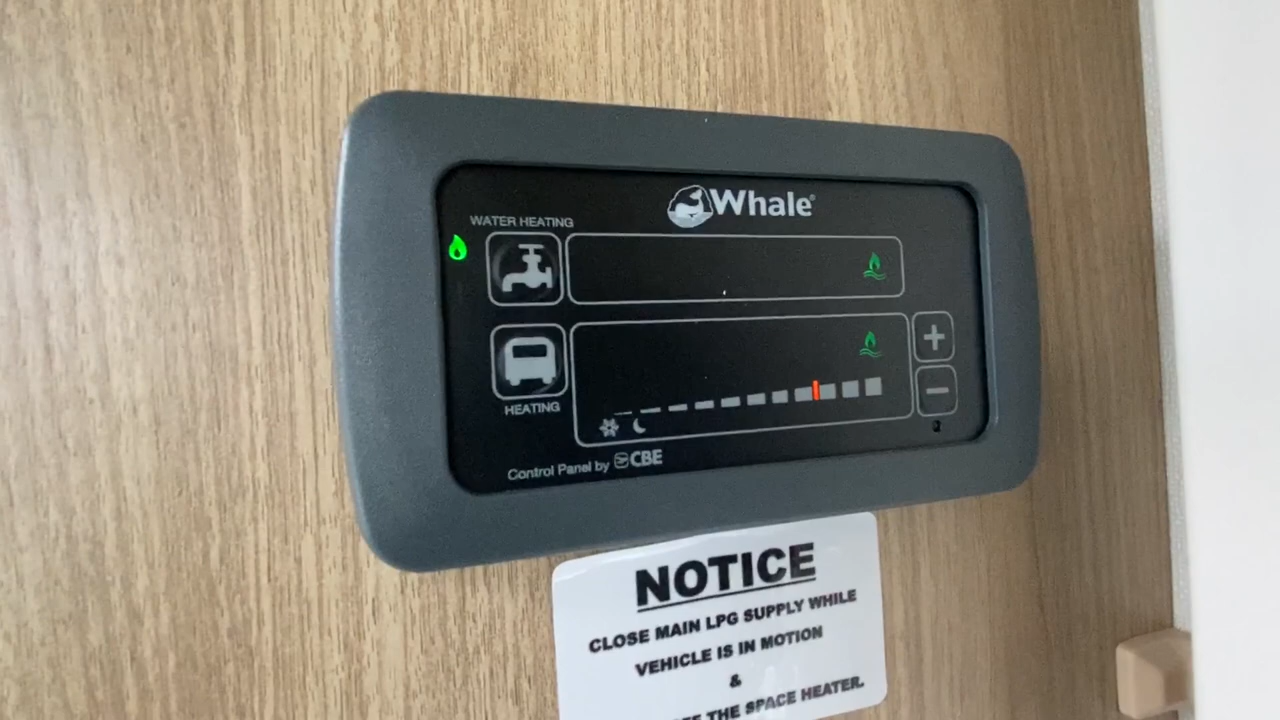 Whale®
WATER HEATING
HEATING
Control Panel by CBE
NOTICE
CLOSE MAIN LPG SUPPLY WHILE
VEHICLE IS IN MOTION
&
THE SPACE HEATER.